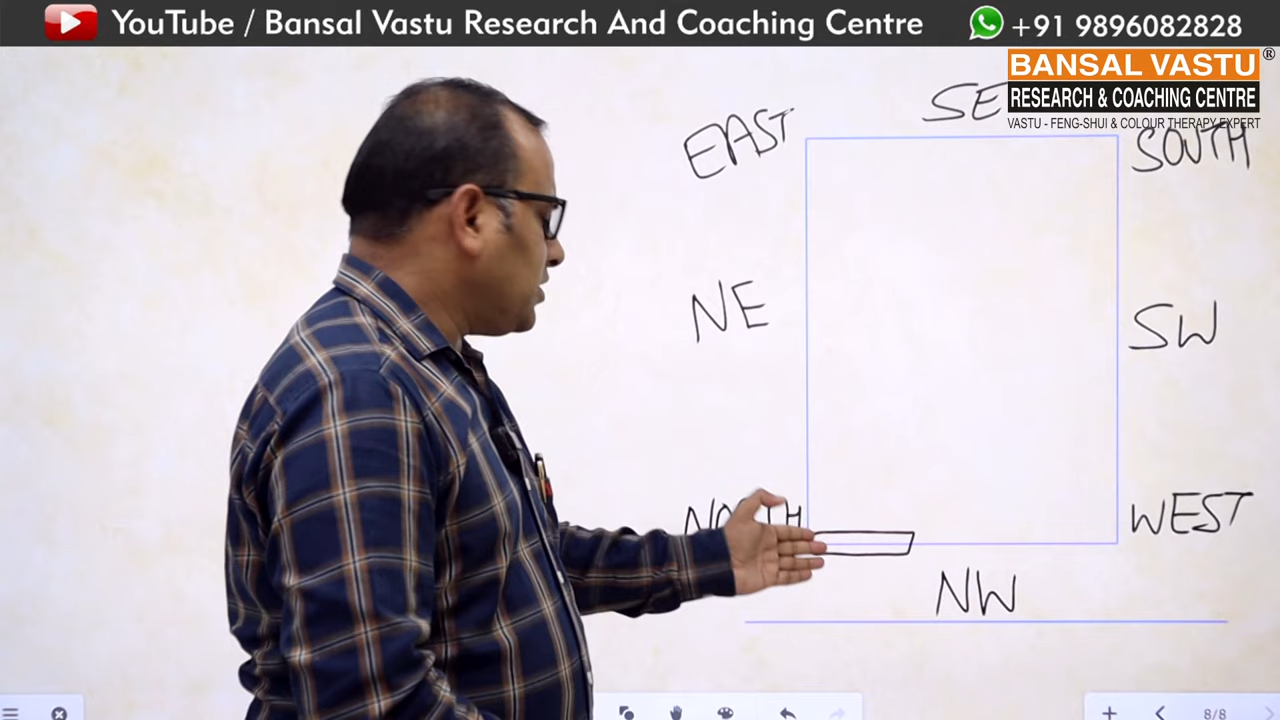 YouTube / Bansal Vastu Research And Coaching Centre
+91 9896082828
BANSAL VASTU ®
RESEARCH & COACHING CENTRE
VASTU - FENG-SHUI & COLOUR THERAPY EXPERT
SE
EAST
SOUTH
NE
SW
NORTH
WEST
NW
8/8